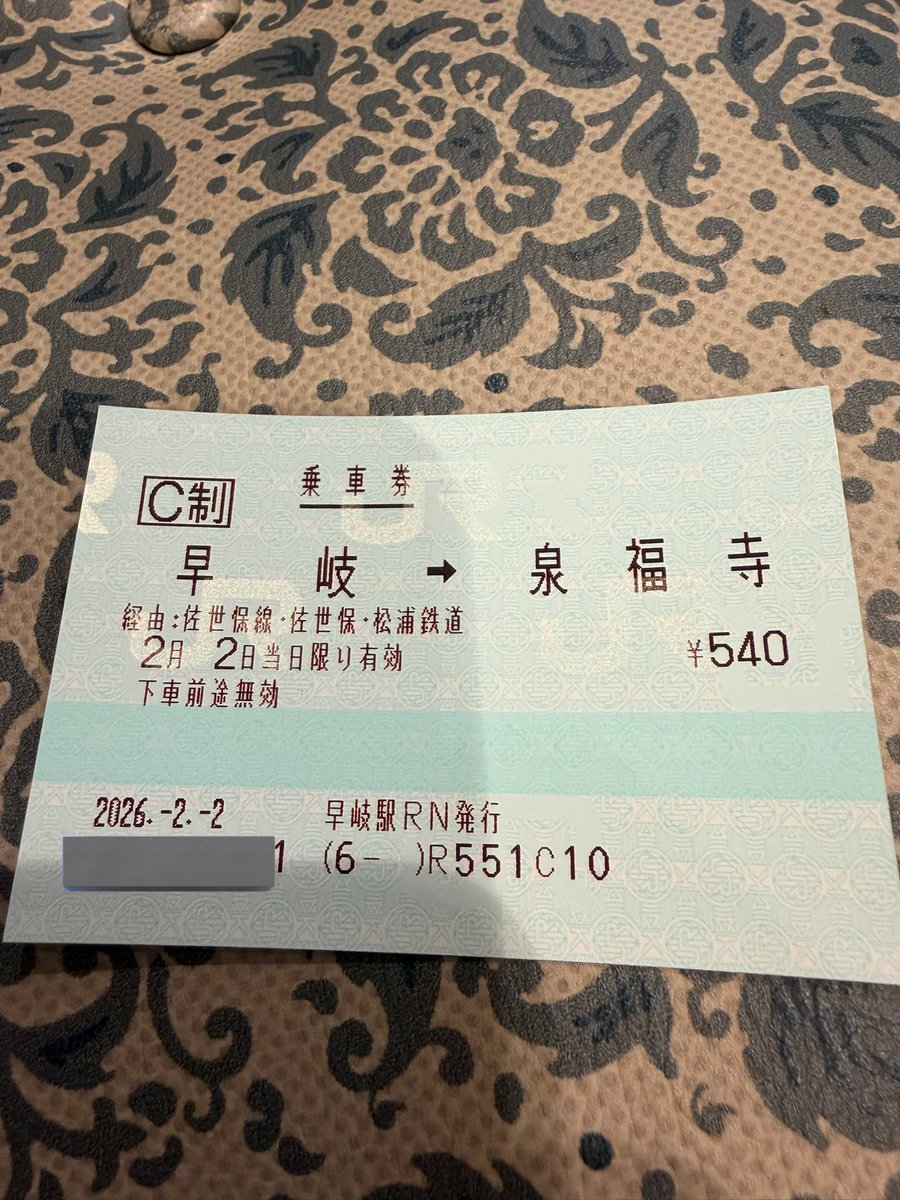 C制 乗車券
早岐 → 泉福寺
経由:佐世保線・佐世保・松浦鉄道
2月 2日当日限り有効 ¥540
下車前途無効
2026.-2.-2 早岐駅RN発行
1 (6- )R551C10